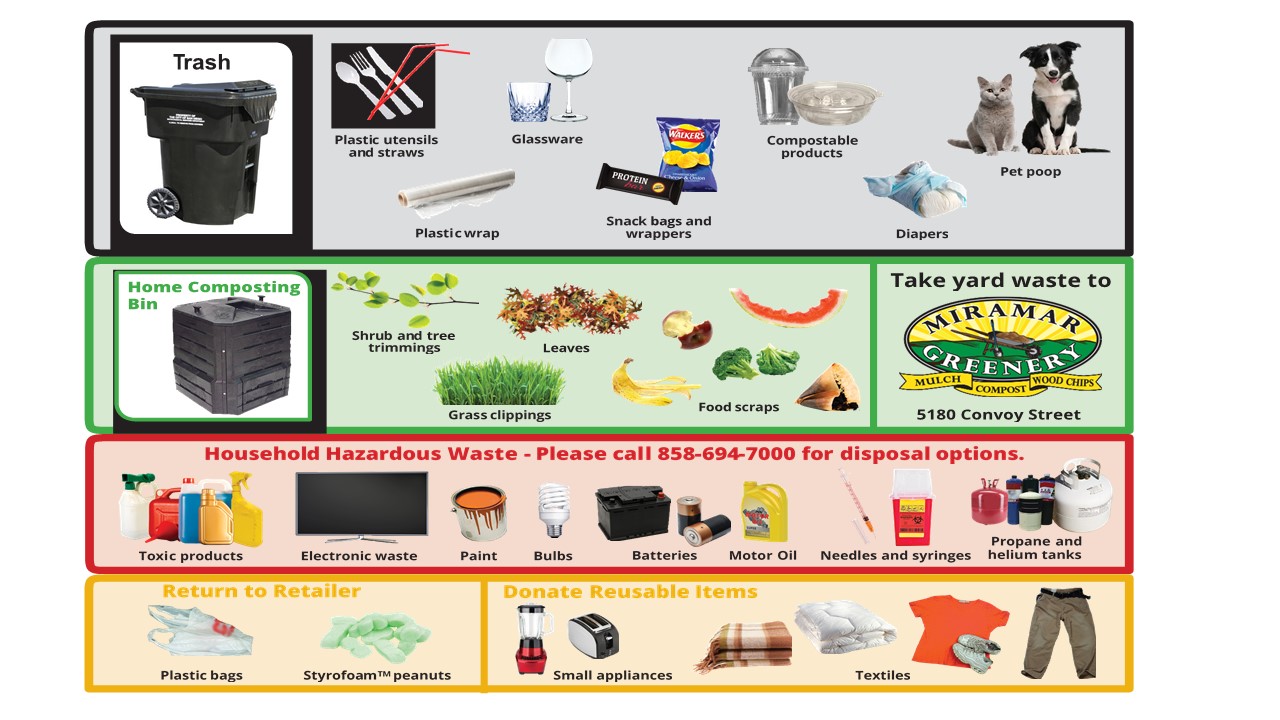 Trash
Plastic utensils
and straws
Glassware
Compostable
products
Pet poop
WALKERS
Cheese & Onion
PROTEIN
Plastic wrap
Snack bags and
wrappers
Diapers
Home Composting
Bin
Shrub and tree
trimmings
Leaves
Grass clippings
Food scraps
Take yard waste to
MIRAMAR
GREENERY
MULCH COMPOST WOOD CHIPS
5180 Convoy Street
Household Hazardous Waste - Please call 858-694-7000 for disposal options.
Toxic products
Electronic waste
Paint
Bulbs
Batteries
Motor Oil
Needles and syringes
Propane and
helium tanks
Return to Retailer
Plastic bags
Styrofoam™ peanuts
Donate Reusable Items
Small appliances
Textiles